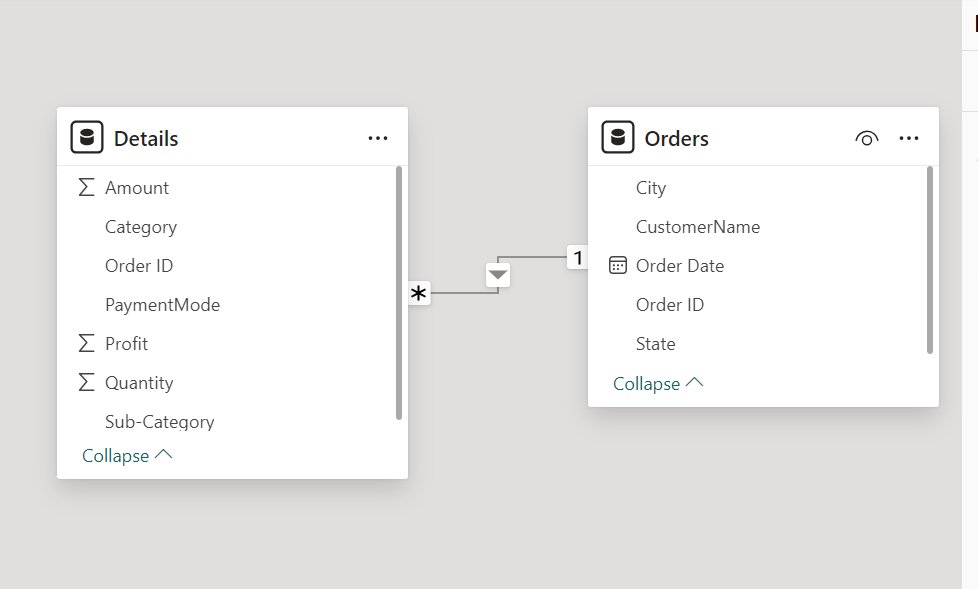 Details
Amount
Category
Order ID
PaymentMode
Profit
Quantity
Sub-Category
Collapse
*
1
Orders
City
CustomerName
Order Date
Order ID
State
Collapse